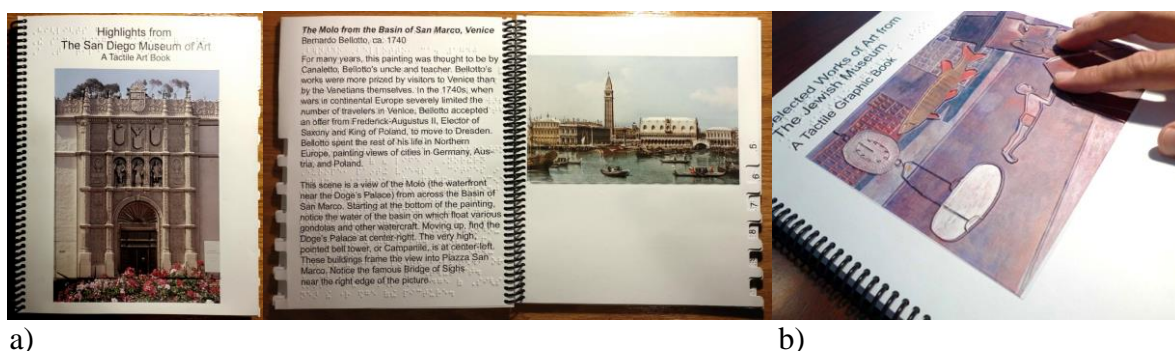 Highlights from
The San Diego Museum of Art
A Tactile Art Book
The Molo from the Basin of San Marco, Venice
Bernardo Bellotto, ca. 1740
For many years, this painting was thought to be by
Canaletto, Bellotto's uncle and teacher. Bellotto's
works were more prized by visitors to Venice than
by the Venetians themselves. In the 1740s, when
wars in continental Europe severely limited the
number of travelers in Venice, Bellotto accepted
an offer from Frederick-Augustus II, Elector of
Saxony and King of Poland, to move to Dresden.
Bellotto spent the rest of his life in Northern
Europe, painting views of cities in Germany, Aus-
tria, and Poland.
This scene is a view of the Molo (the waterfront
near the Doge's Palace) from across the Basin of
San Marco. Starting at the bottom of the painting,
notice the water of the basin on which float various
gondolas and other watercraft. Moving up, find the
Doge's Palace at center-right. The very high,
pointed bell tower, or Campanile, is at center-left.
These buildings frame the view into Piazza San
Marco. Notice the famous Bridge of Sighs
near the right edge of the picture.
5
6
7
8
Selected Works of Art from
The Jewish Museum
A Tactile Graphic Book
a)
b)